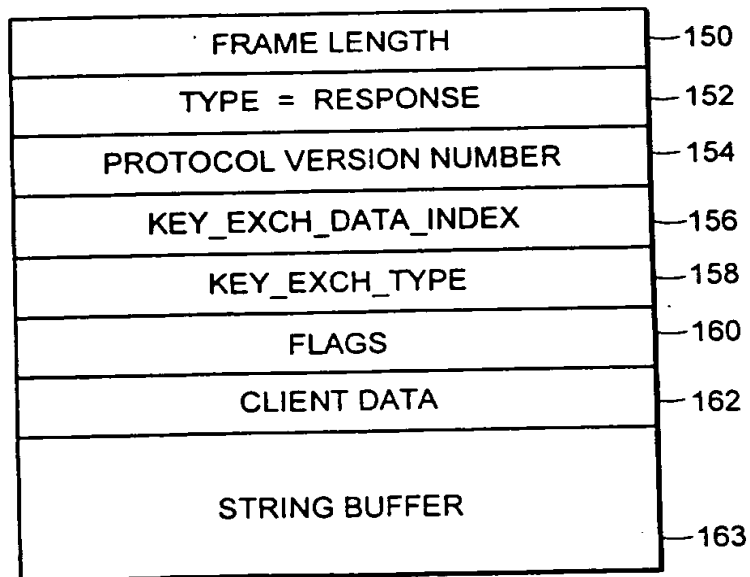 FRAME LENGTH 150
TYPE = RESPONSE 152
PROTOCOL VERSION NUMBER 154
KEY_EXCH_DATA_INDEX 156
KEY_EXCH_TYPE 158
FLAGS 160
CLIENT DATA 162
STRING BUFFER 163